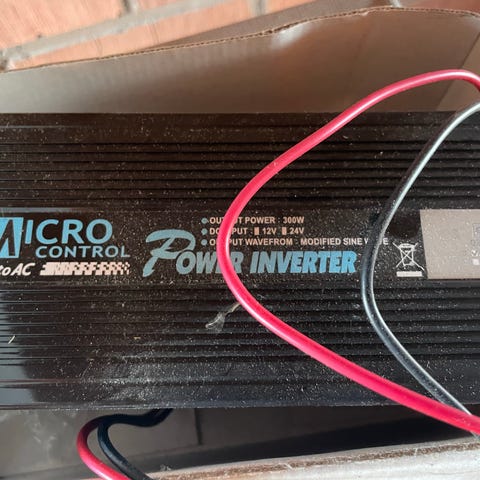 MICRO
CONTROL
to AC
OUTPUT POWER : 300W
DC INPUT : 12V 24V
OUTPUT WAVEFROM : MODIFIED SINE WAVE
POWER INVERTER